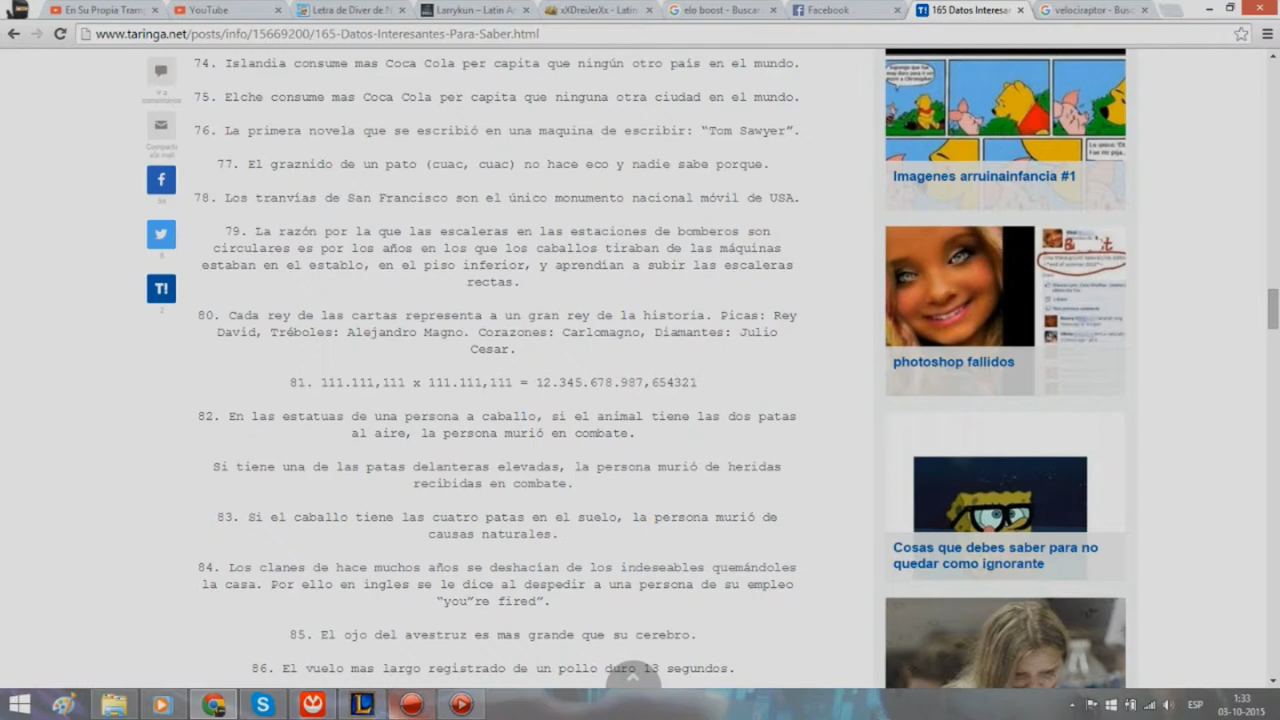 En Su Propia Tram
YouTube
Letra de Diver de N
Larrykun – Latin A
xXDreiJerXx - Latin
elo boost - Buscar
Facebook
165 Datos Interesan
velociraptor - Bus
www.taringa.net/posts/info/15669200/165-Datos-Interesantes-Para-Saber.html
Ir a
comentarios
Compartir
vía mail
f
54
6
T!
2
74. Islandia consume mas Coca Cola per capita que ningún otro país en el mundo.
75. Elche consume mas Coca Cola per capita que ninguna otra ciudad en el mundo.
76. La primera novela que se escribió en una maquina de escribir: “Tom Sawyer”.
77. El graznido de un pato (cuac, cuac) no hace eco y nadie sabe porque.
78. Los tranvías de San Francisco son el único monumento nacional móvil de USA.
79. La razón por la que las escaleras en las estaciones de bomberos son
circulares es por los años en los que los caballos tiraban de las máquinas
estaban en el establo, en el piso inferior, y aprendían a subir las escaleras
rectas.
80. Cada rey de las cartas representa a un gran rey de la historia. Picas: Rey
David, Tréboles: Alejandro Magno. Corazones: Carlomagno, Diamantes: Julio
Cesar.
81. 111.111,111 x 111.111,111 = 12.345.678.987,654321
82. En las estatuas de una persona a caballo, si el animal tiene las dos patas
al aire, la persona murió en combate.
Si tiene una de las patas delanteras elevadas, la persona murió de heridas
recibidas en combate.
83. Si el caballo tiene las cuatro patas en el suelo, la persona murió de
causas naturales.
84. Los clanes de hace muchos años se deshacian de los indeseables quemándoles
la casa. Por ello en ingles se le dice al despedir a una persona de su empleo
“you”re fired”.
85. El ojo del avestruz es mas grande que su cerebro.
86. El vuelo mas largo registrado de un pollo duro 13 segundos.
Imagenes arruinainfancia #1
photoshop fallidos
Cosas que debes saber para no
quedar como ignorante
ESP
1:33
03-10-2015